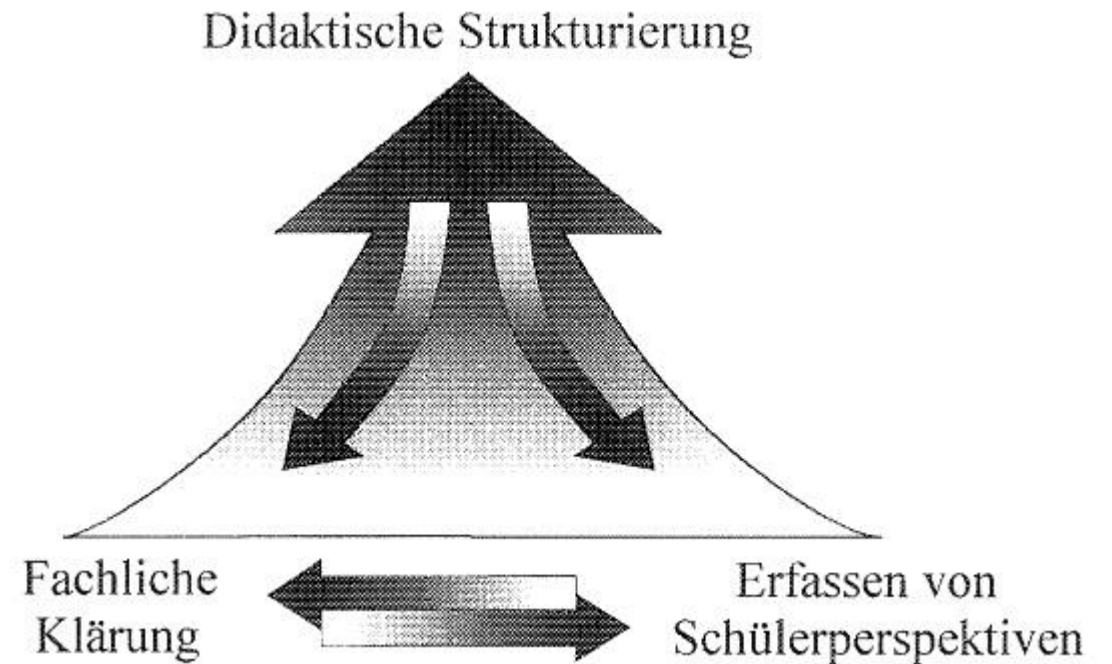 Didaktische Strukturierung
Fachliche
Klärung
Erfassen von
Schülerperspektiven